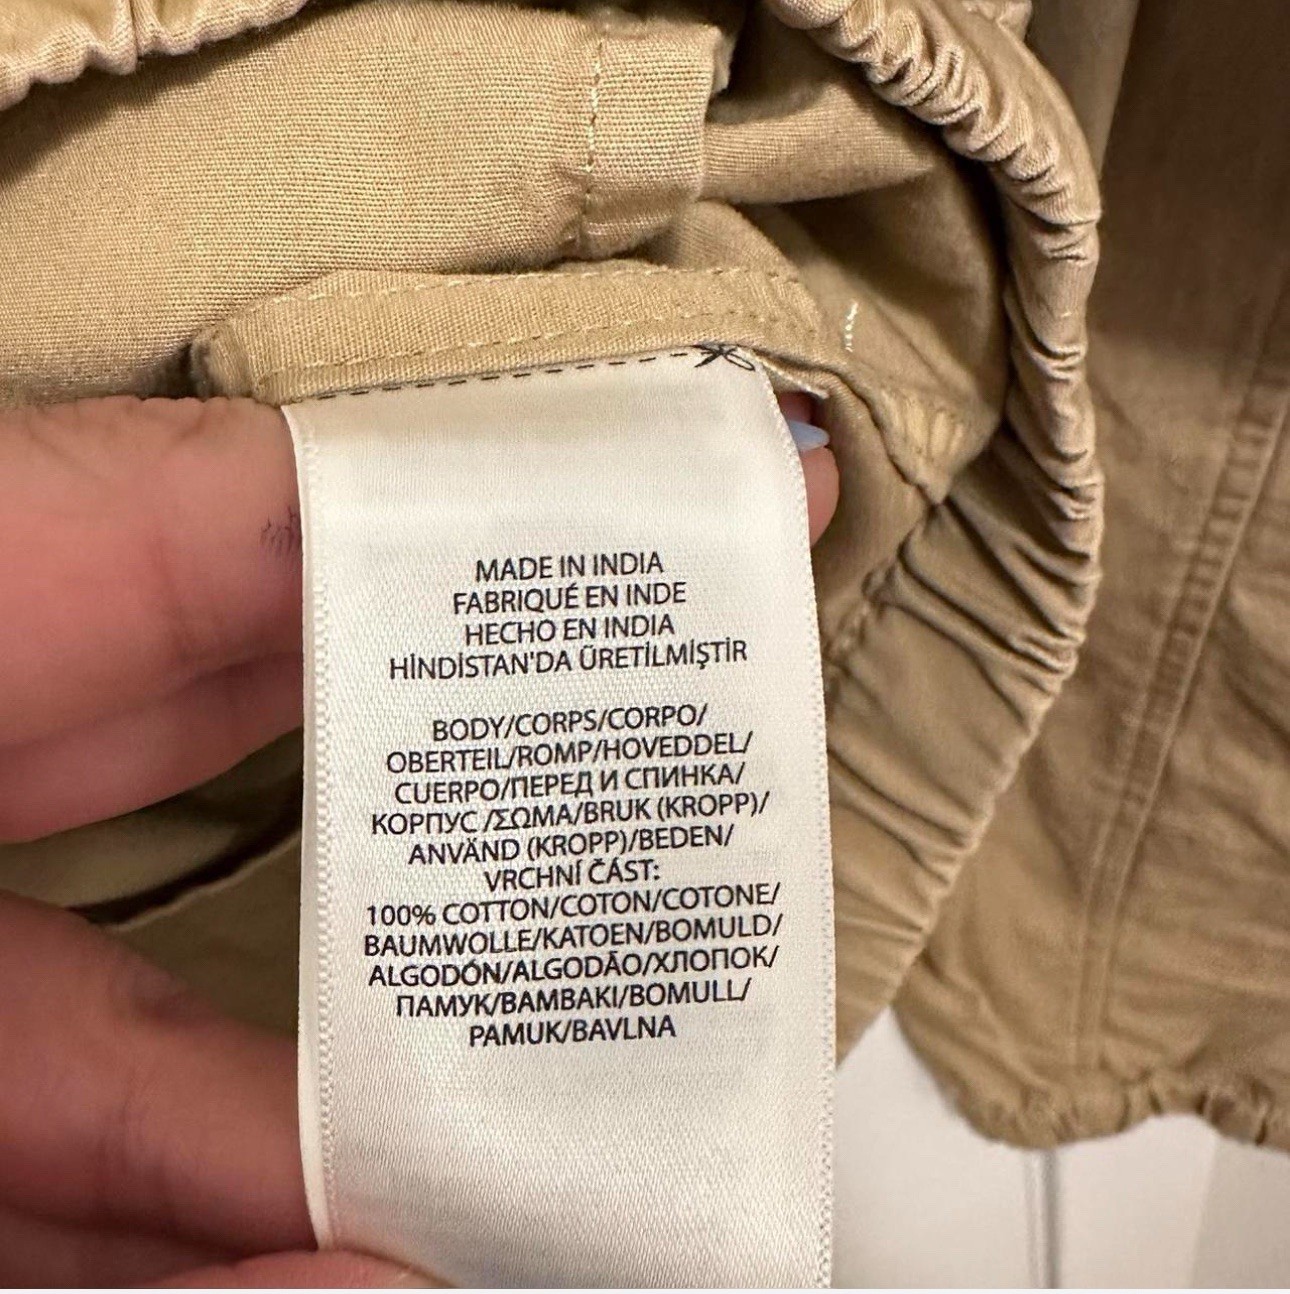 MADE IN INDIA
FABRIQUÉ EN INDE
HECHO EN INDIA
HİNDİSTAN'DA ÜRETİLMİŞTİR
BODY/CORPS/CORPO/
OBERTEIL/ROMP/HOVEDDEL/
CUERPO/ПЕРЕД И СПИНКА/
КОРПУС /ΣΩΜΑ/BRUK (KROPP)/
ANVÄND (KROPP)/BEDEN/
VRCHNÍ ČÁST:
100% COTTON/COTON/COTONE/
BAUMWOLLE/KATOEN/BOMULD/
ALGODÓN/ALGODÃO/ХЛОПОК/
ПАМУК/ΒΑΜΒΑΚΙ/BOMULL/
PAMUK/BAVLNA